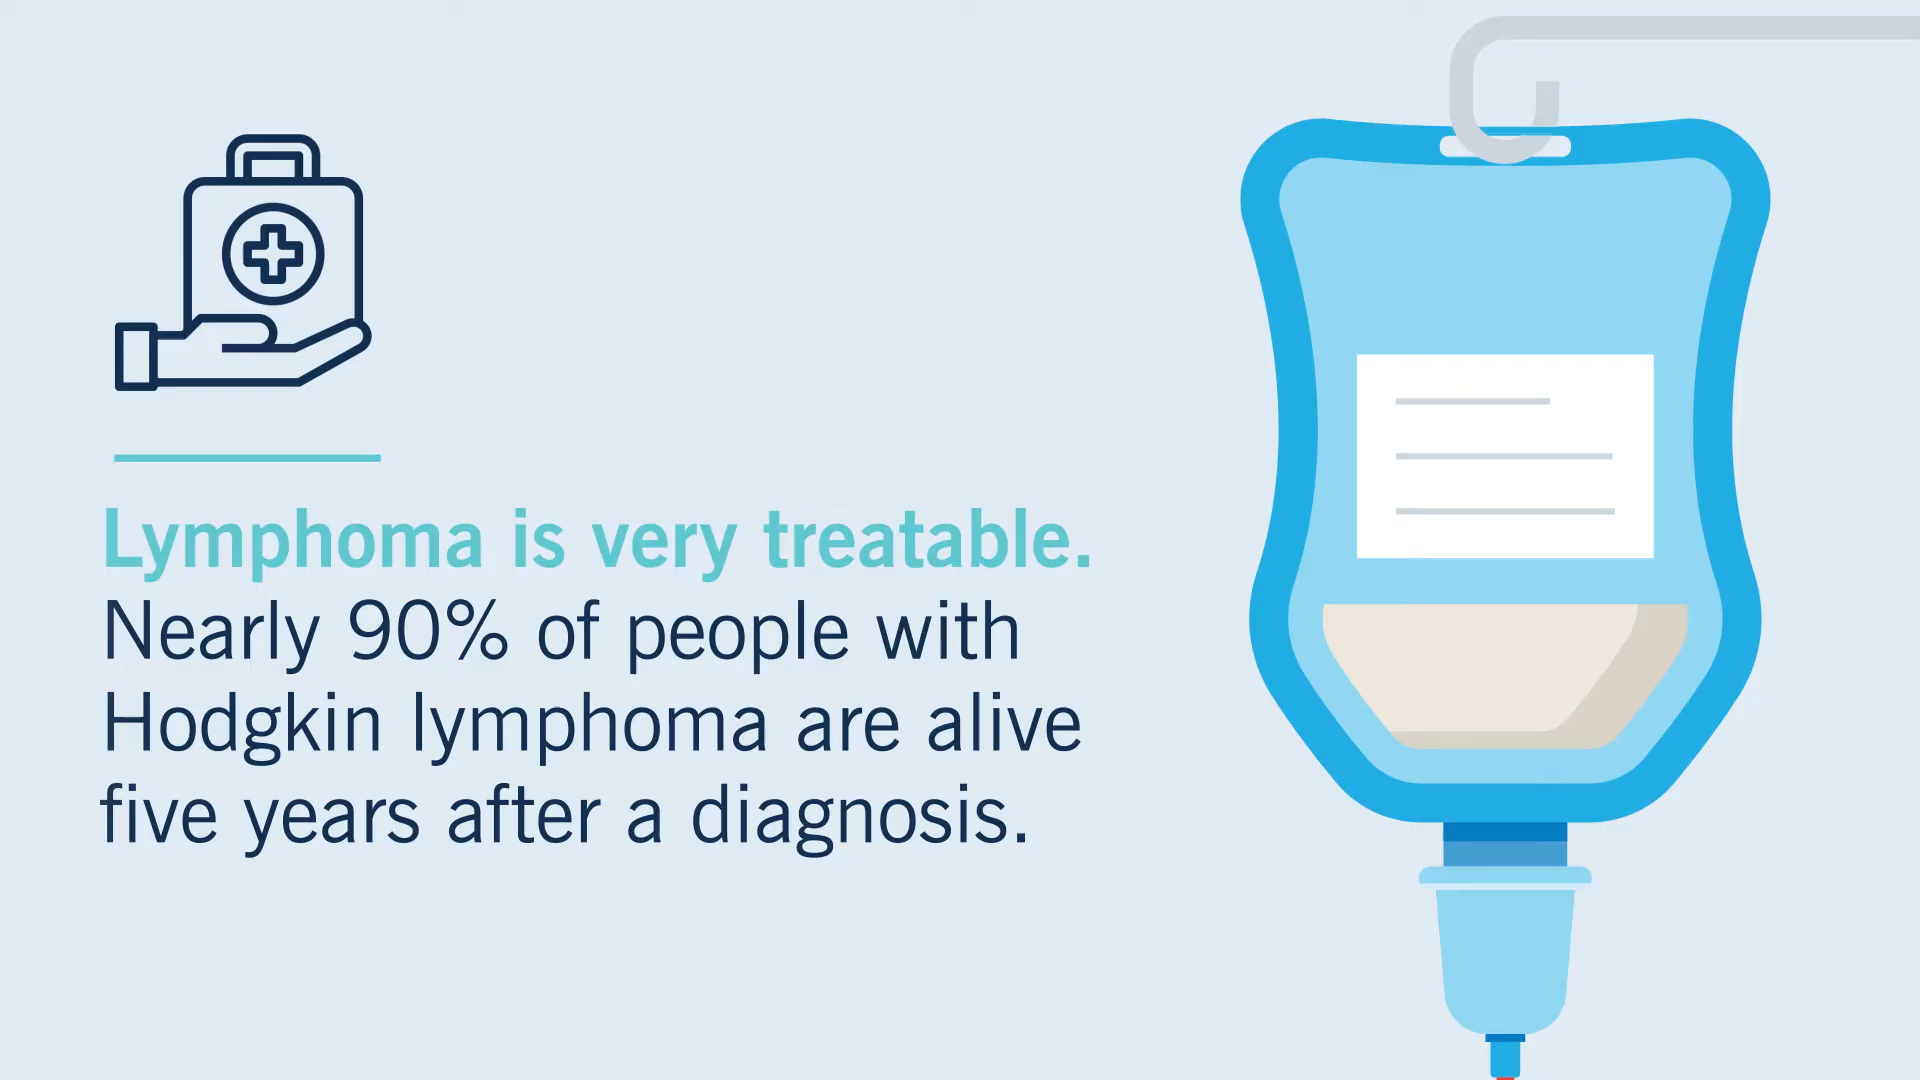 Lymphoma is very treatable.
Nearly 90% of people with
Hodgkin lymphoma are alive
five years after a diagnosis.